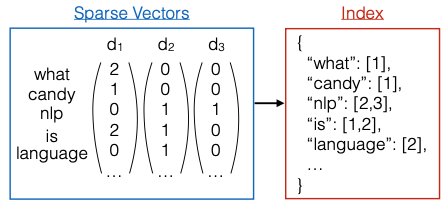 Sparse Vectors
d1 d2 d3
what 2 0 0
candy 1 0 0
nlp 0 1 1
is 2 1 0
language 0 1 0
... ... ...
Index
{
“what”: [1],
“candy”: [1],
“nlp”: [2,3],
“is”: [1,2],
“language”: [2],
...
}